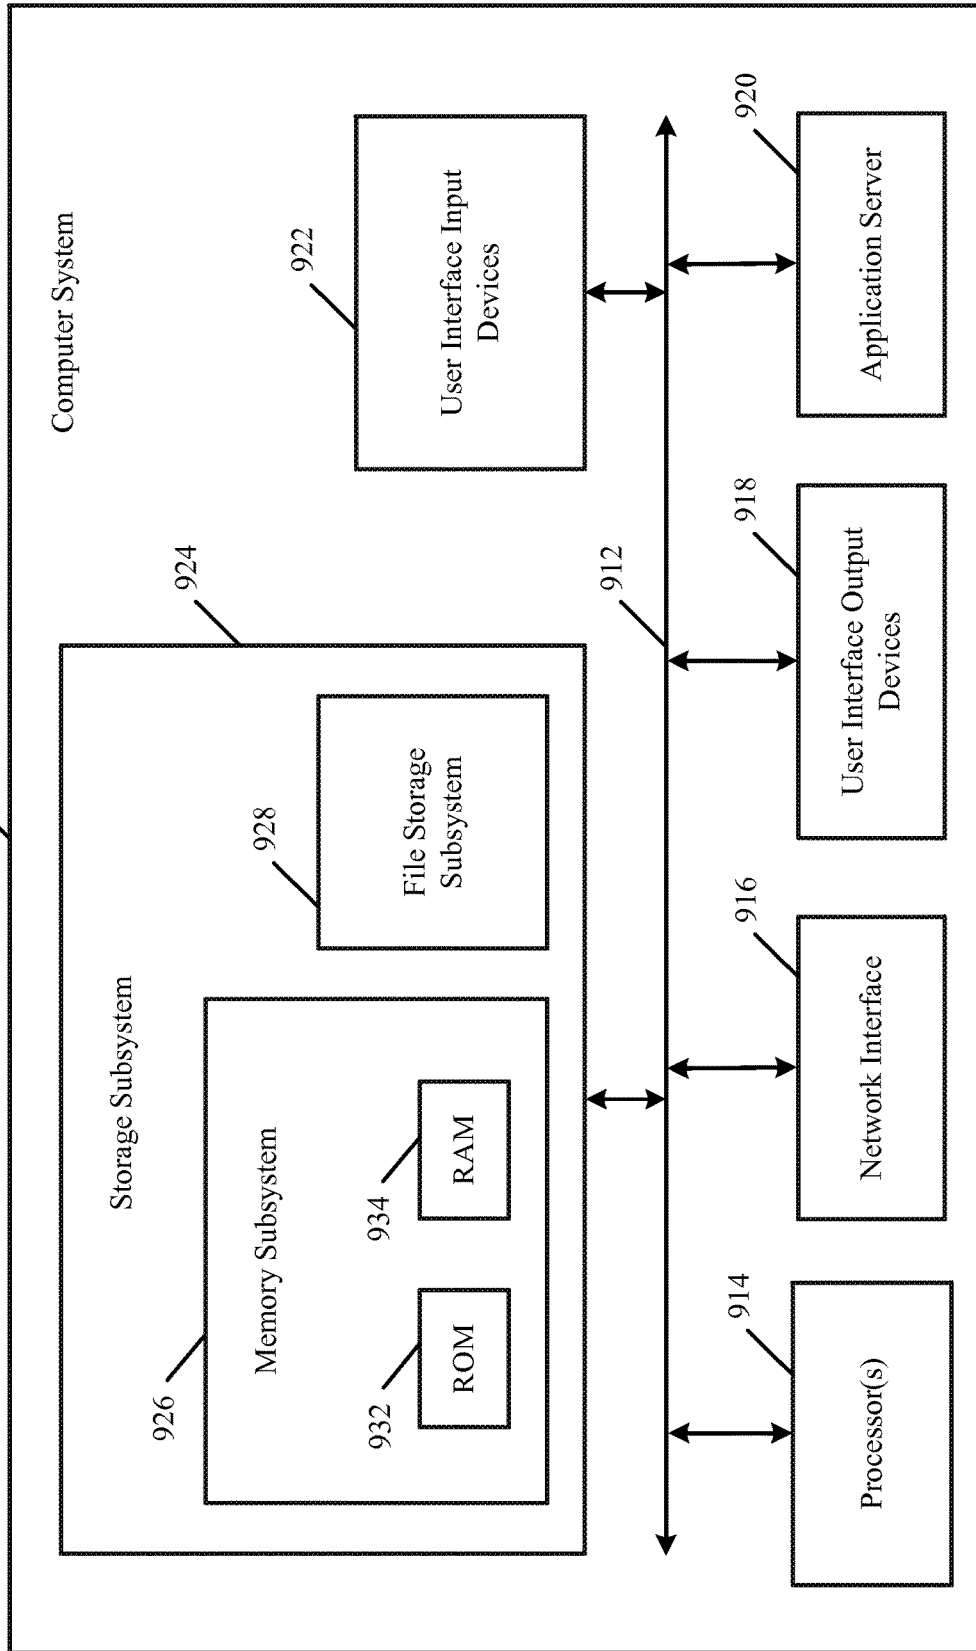 Computer System
Storage Subsystem
924
Memory Subsystem
926
ROM
932
RAM
934
File Storage
Subsystem
928
User Interface Input
Devices
922
912
Processor(s)
914
Network Interface
916
User Interface Output
Devices
918
Application Server
920